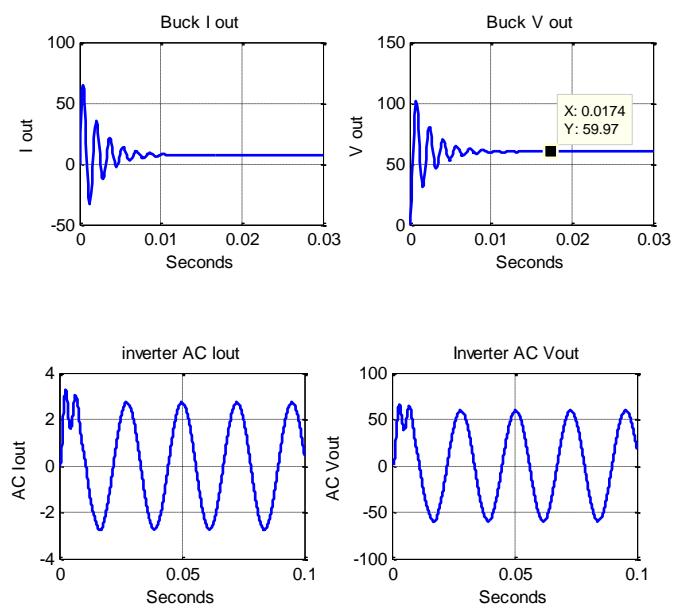 Buck I out
100
50
0
-50
I out
0
0.01
0.02
0.03
Seconds
Buck V out
150
100
50
0
V out
X: 0.0174
Y: 59.97
0
0.01
0.02
0.03
Seconds
inverter AC Iout
4
2
0
-2
-4
AC Iout
0
0.05
0.1
Seconds
Inverter AC Vout
100
50
0
-50
-100
AC Vout
0
0.05
0.1
Seconds